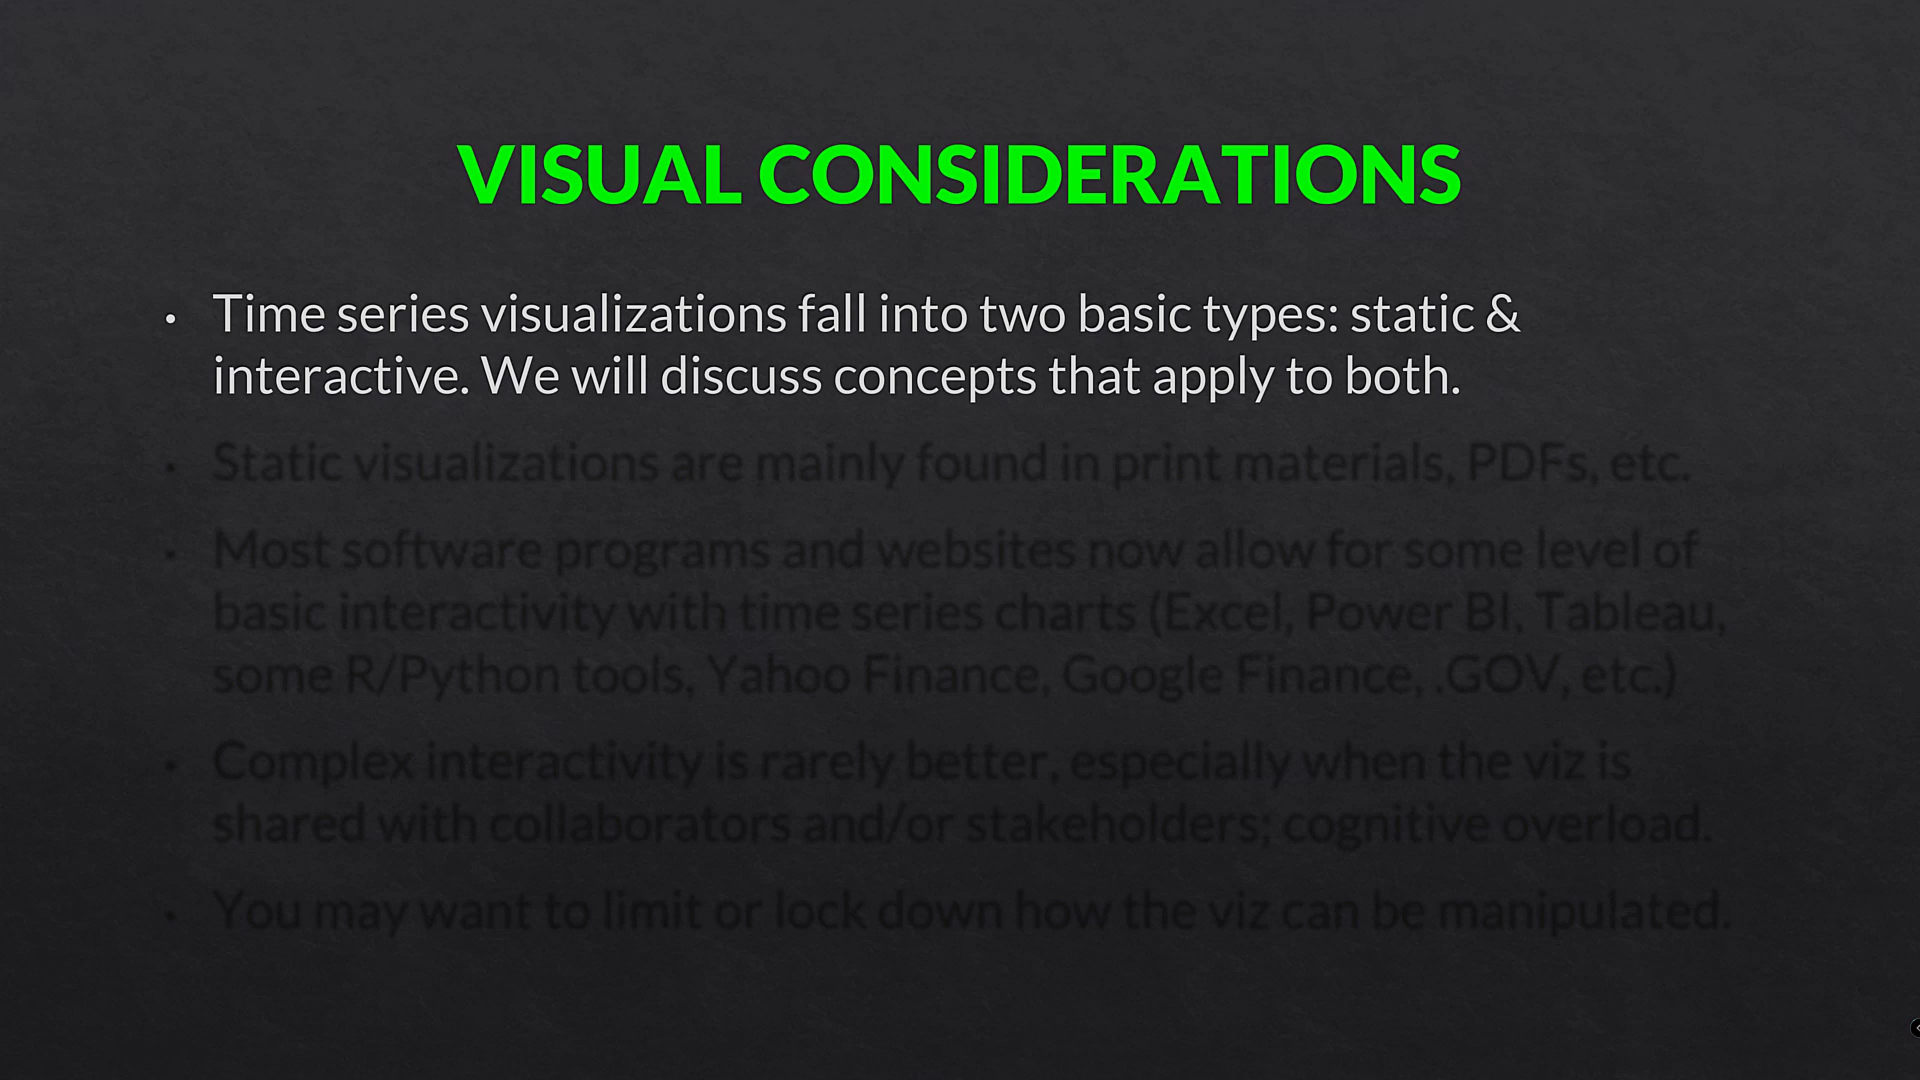 VISUAL CONSIDERATIONS
• Time series visualizations fall into two basic types: static &
interactive. We will discuss concepts that apply to both.
• Static visualizations are mainly found in print materials, PDFs, etc.
• Most software programs and websites now allow for some level of
basic interactivity with time series charts (Excel, Power BI, Tableau,
some R/Python tools, Yahoo Finance, Google Finance, .GOV, etc.)
• Complex interactivity is rarely better, especially when the viz is
shared with collaborators and/or stakeholders; cognitive overload.
• You may want to limit or lock down how the viz can be manipulated.